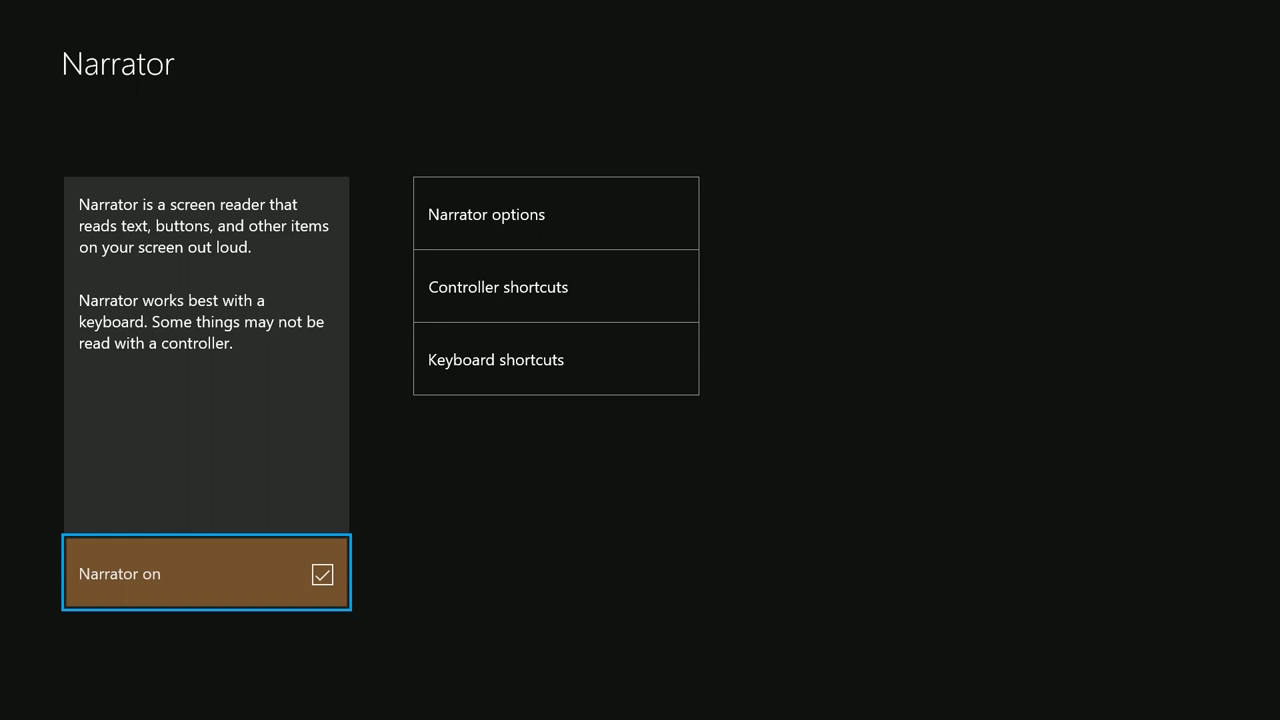 Narrator
Narrator is a screen reader that
reads text, buttons, and other items
on your screen out loud.
Narrator works best with a
keyboard. Some things may not be
read with a controller.
Narrator on
Narrator options
Controller shortcuts
Keyboard shortcuts